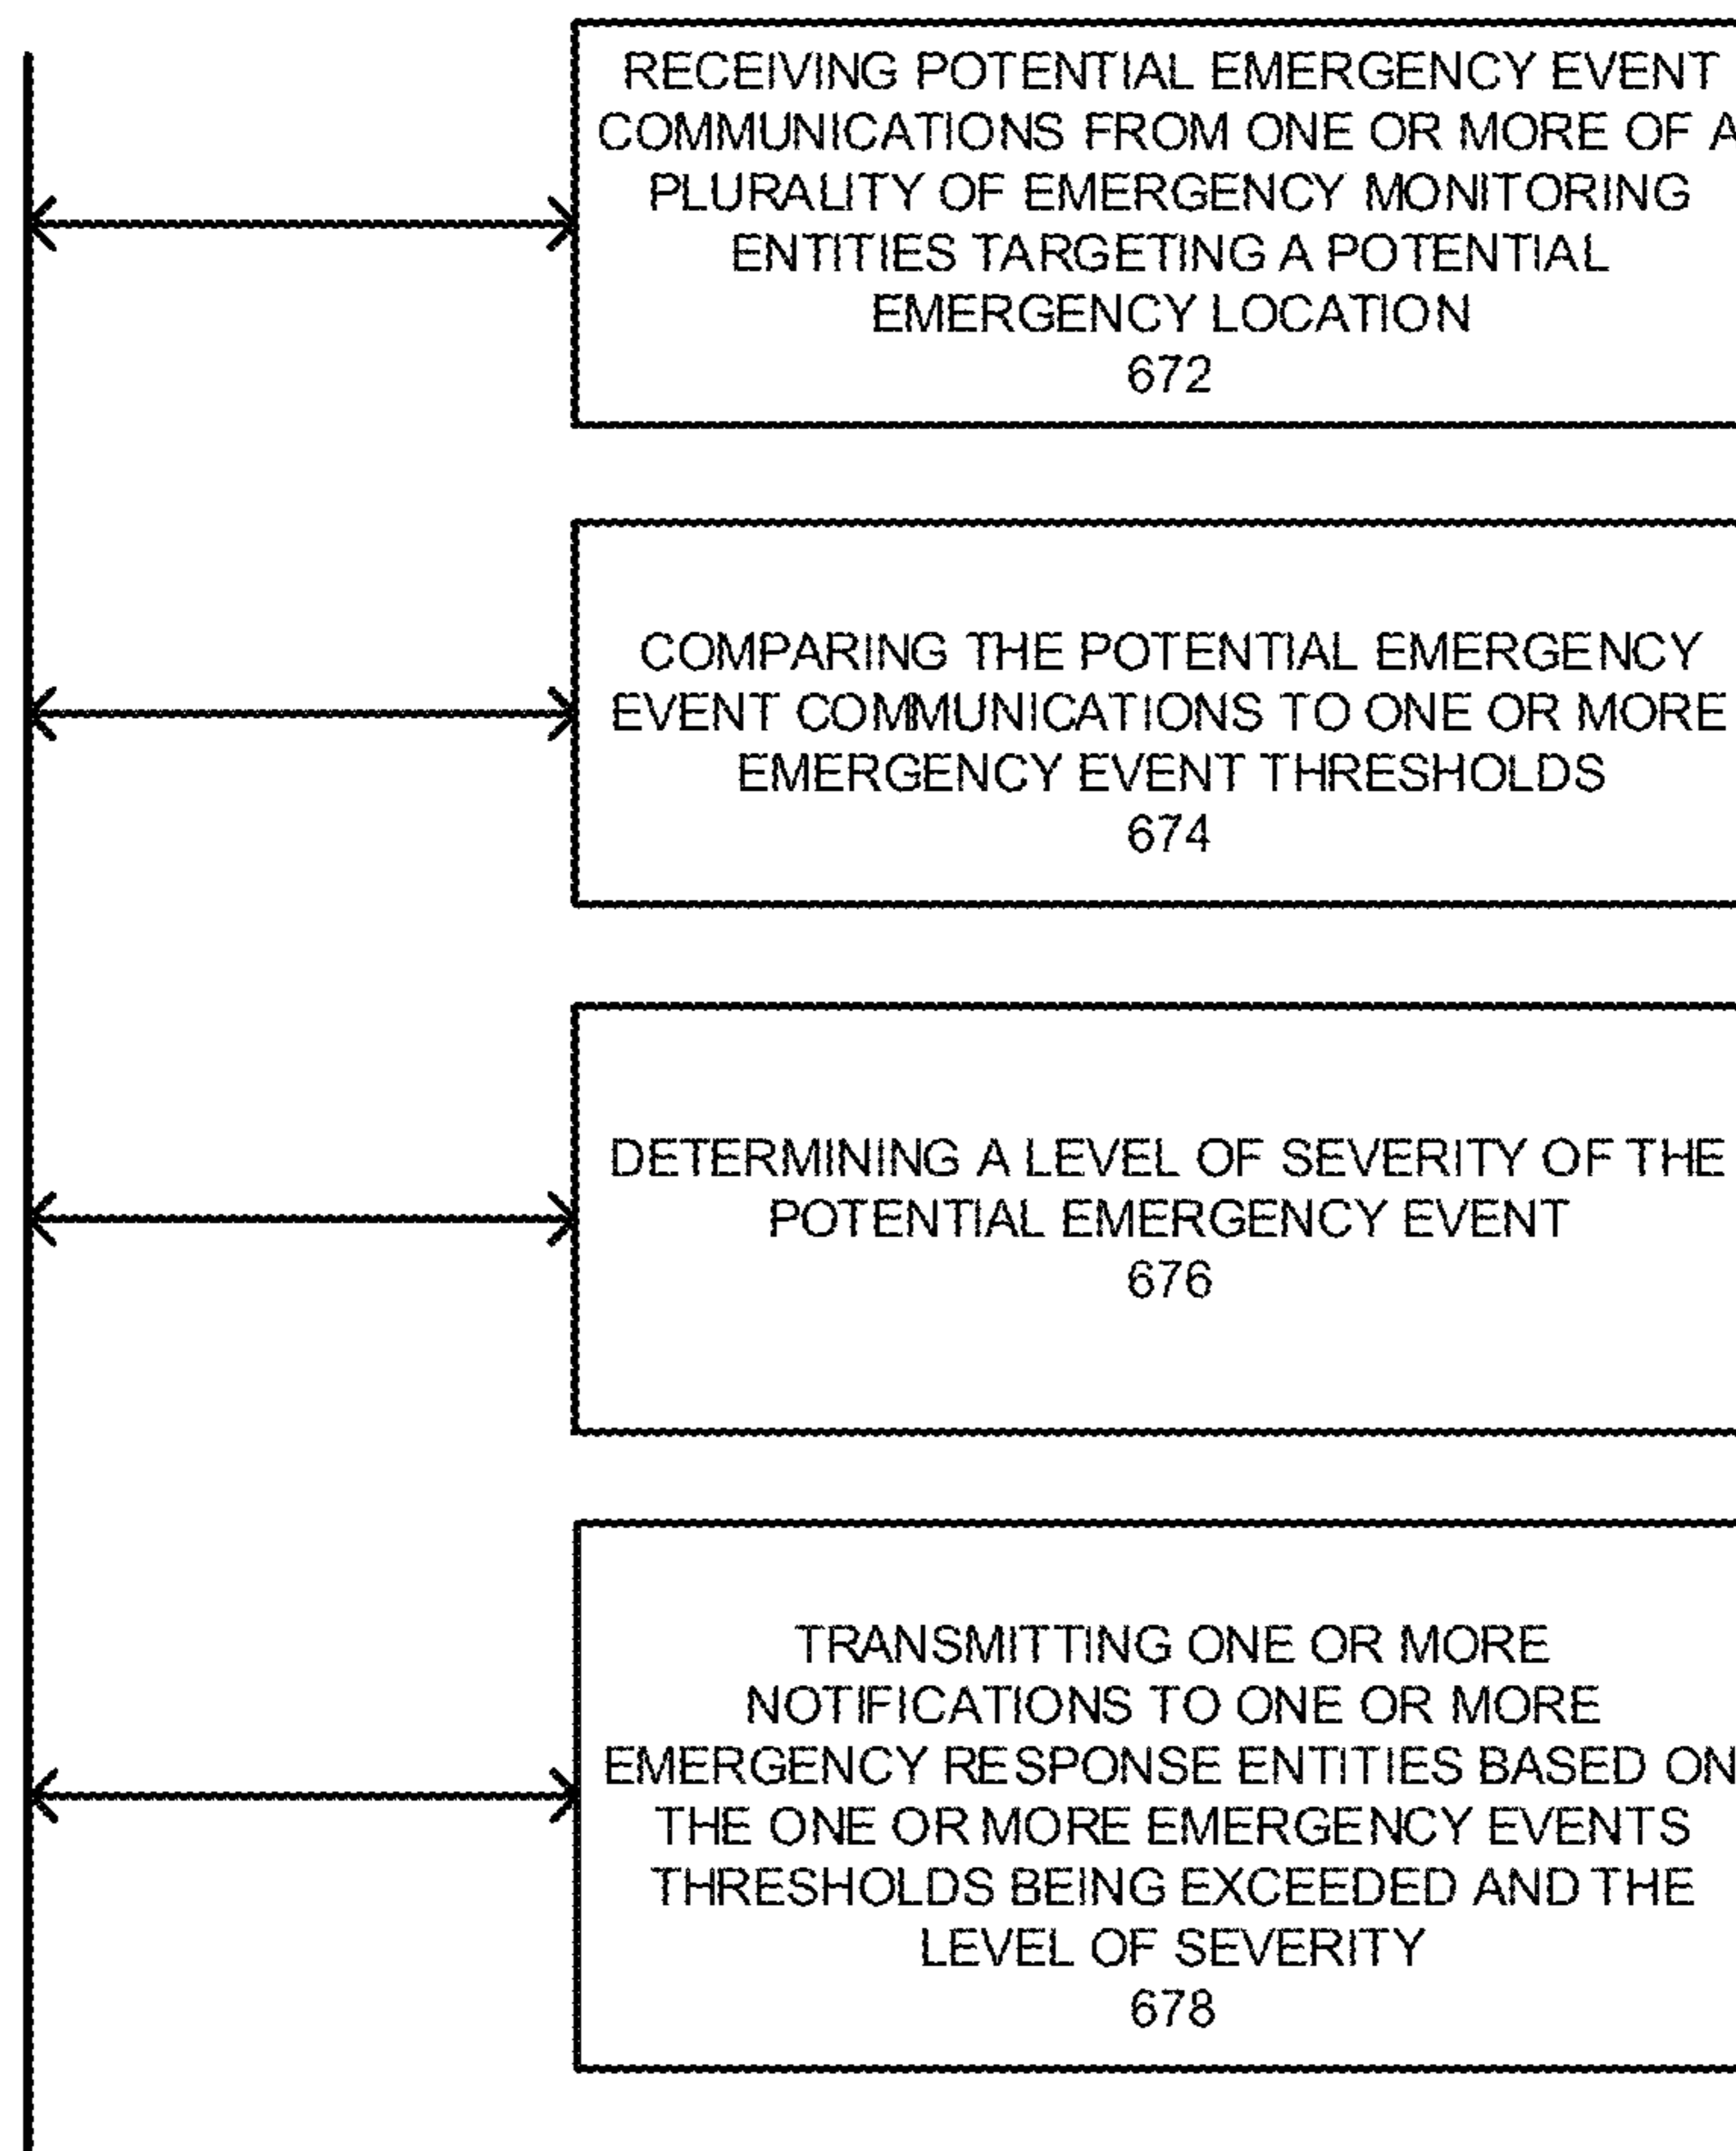 RECEIVING POTENTIAL EMERGENCY EVENT
COMMUNICATIONS FROM ONE OR MORE OF A
PLURALITY OF EMERGENCY MONITORING
ENTITIES TARGETING A POTENTIAL
EMERGENCY LOCATION
672
COMPARING THE POTENTIAL EMERGENCY
EVENT COMMUNICATIONS TO ONE OR MORE
EMERGENCY EVENT THRESHOLDS
674
DETERMINING A LEVEL OF SEVERITY OF THE
POTENTIAL EMERGENCY EVENT
676
TRANSMITTING ONE OR MORE
NOTIFICATIONS TO ONE OR MORE
EMERGENCY RESPONSE ENTITIES BASED ON
THE ONE OR MORE EMERGENCY EVENTS
THRESHOLDS BEING EXCEEDED AND THE
LEVEL OF SEVERITY
678